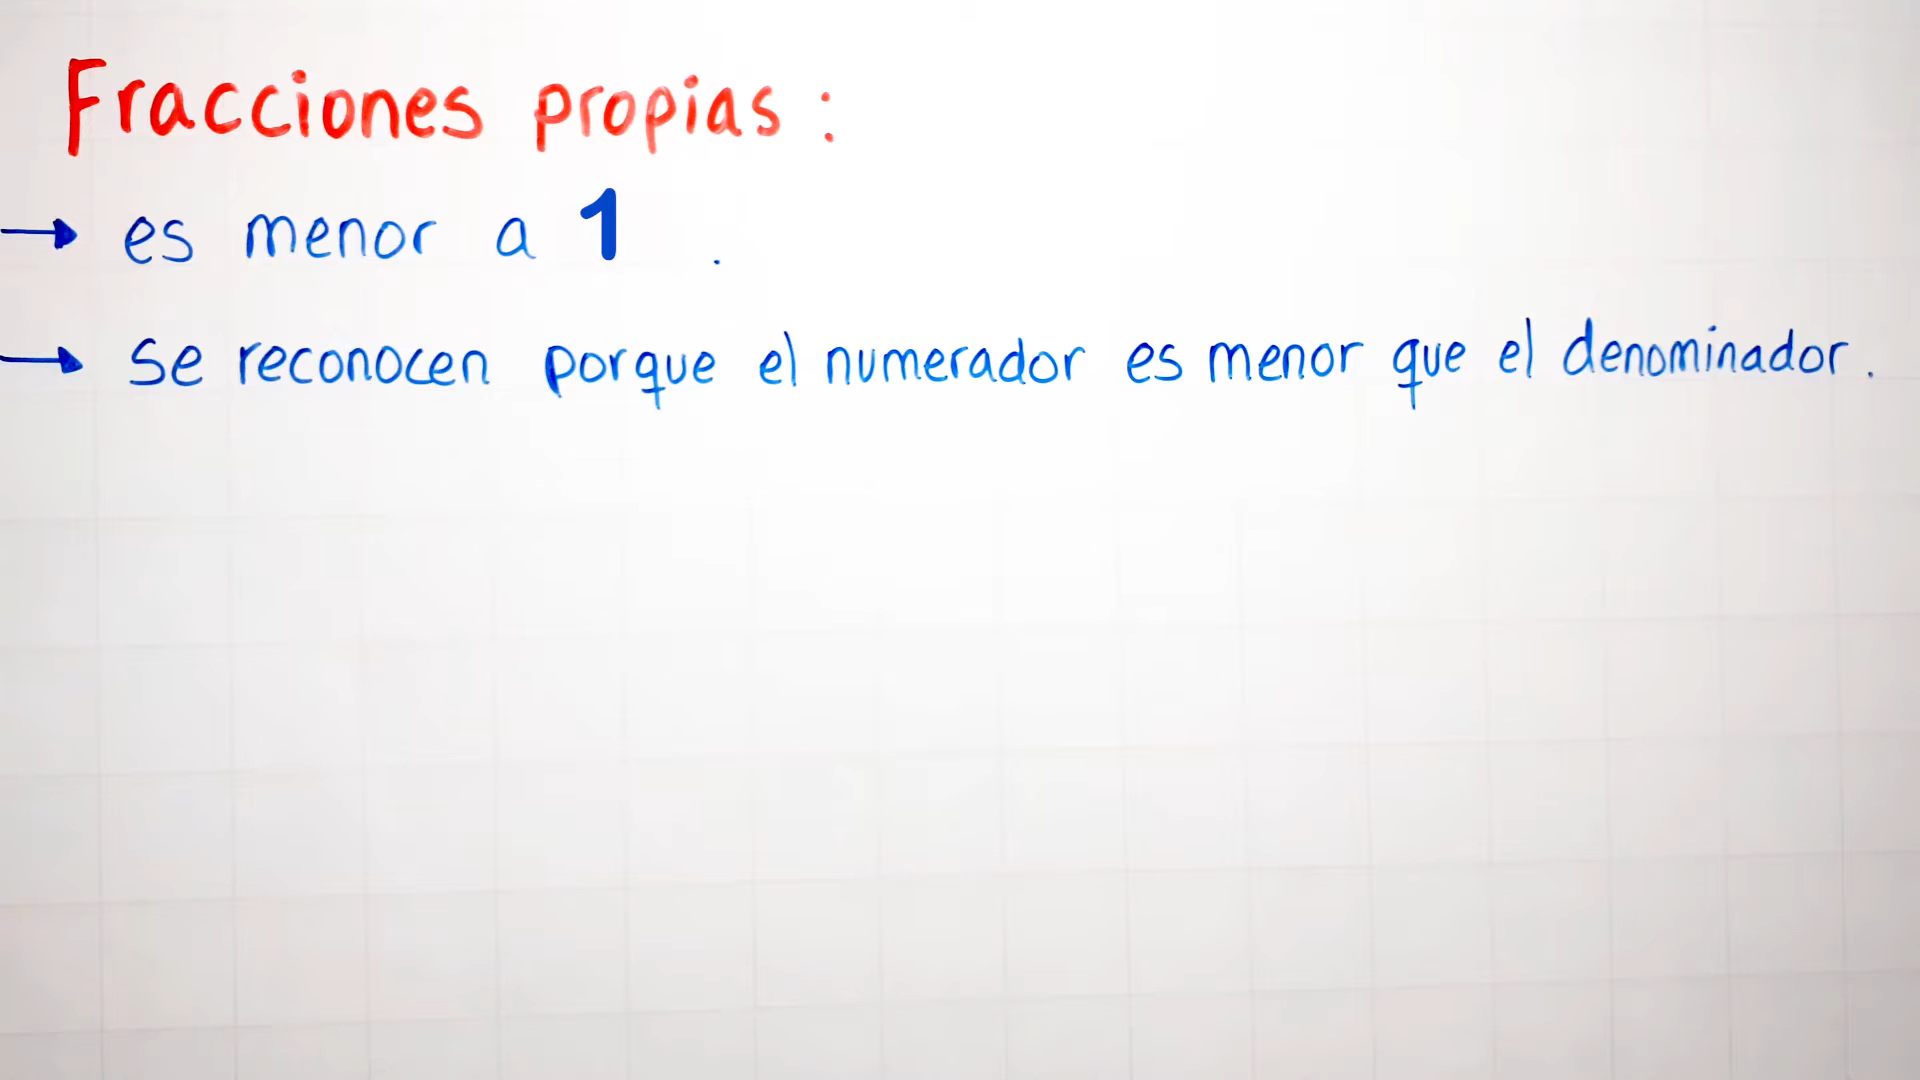 Fracciones propias :
→ es menor a 1 .
→ se reconocen porque el numerador es menor que el denominador.